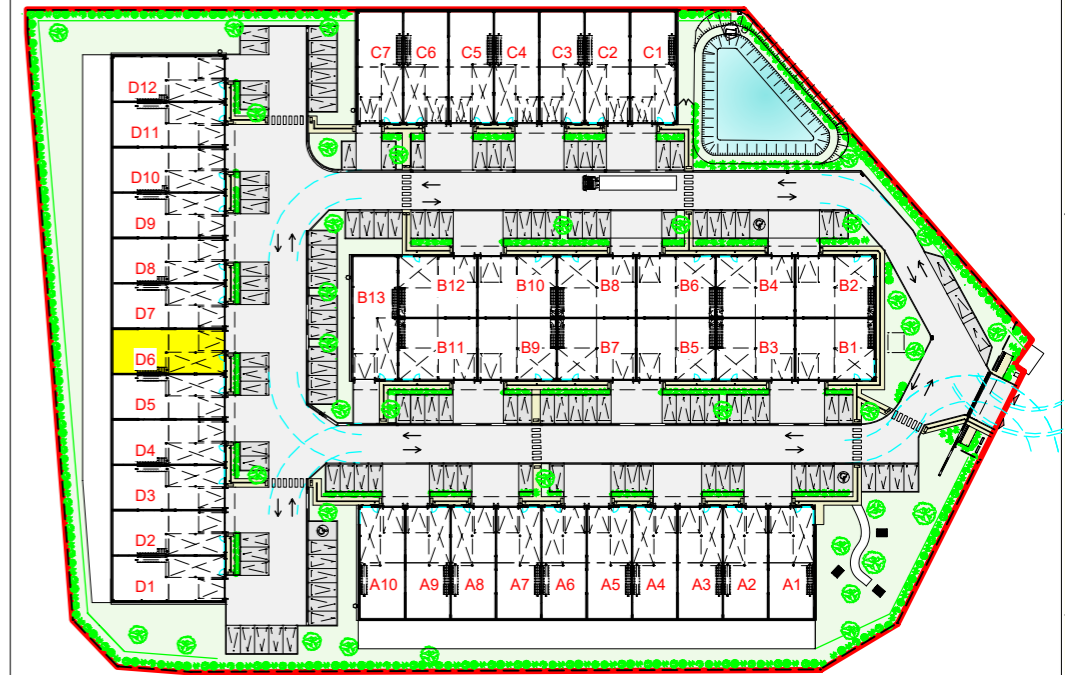 C7 C6 C5 C4 C3 C2 C1
D12
D11
D10
D9
D8
D7
D6
D5
D4
D3
D2
D1
B13 B12 B10 B8 B6 B4 B2
B11 B9 B7 B5 B3 B1
A10 A9 A8 A7 A6 A5 A4 A3 A2 A1